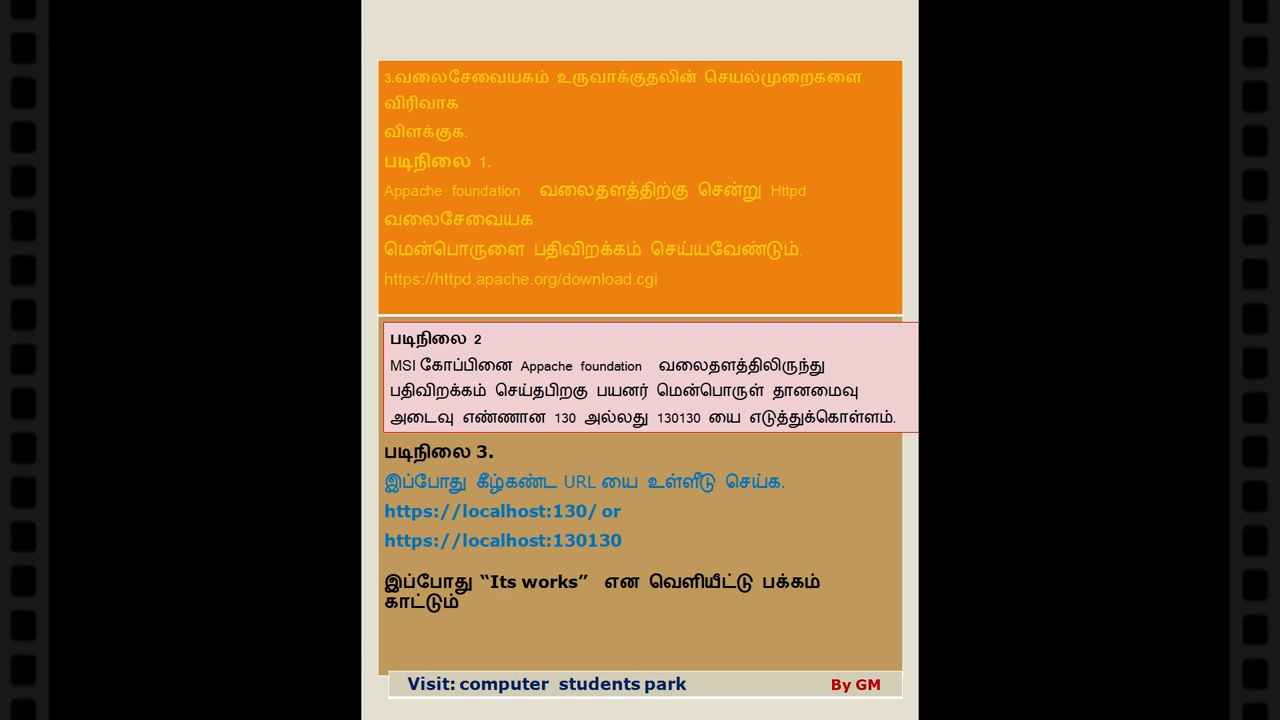 3.வலைசேவையகம் உருவாக்குதலின் செயல்முறைகளை
விரிவாக
விளக்குக.
படிநிலை 1.
Appache foundation வலைதளத்திற்கு சென்று Httpd
வலைசேவையக
மென்பொருளை பதிவிறக்கம் செய்யவேண்டும்.
https://httpd.apache.org/download.cgi
படிநிலை 2
MSI கோப்பினை Appache foundation வலைதளத்திலிருந்து
பதிவிறக்கம் செய்தபிறகு பயனர் மென்பொருள் தானமைவு
அடைவு எண்ணான 130 அல்லது 130130 யை எடுத்துக்கொள்ளம்.
படிநிலை 3.
இப்போது கீழ்கண்ட URL யை உள்ளீடு செய்க.
https://localhost:130/ or
https://localhost:130130
இப்போது “Its works” என வெளியீட்டு பக்கம்
காட்டும்
Visit: computer students park By GM